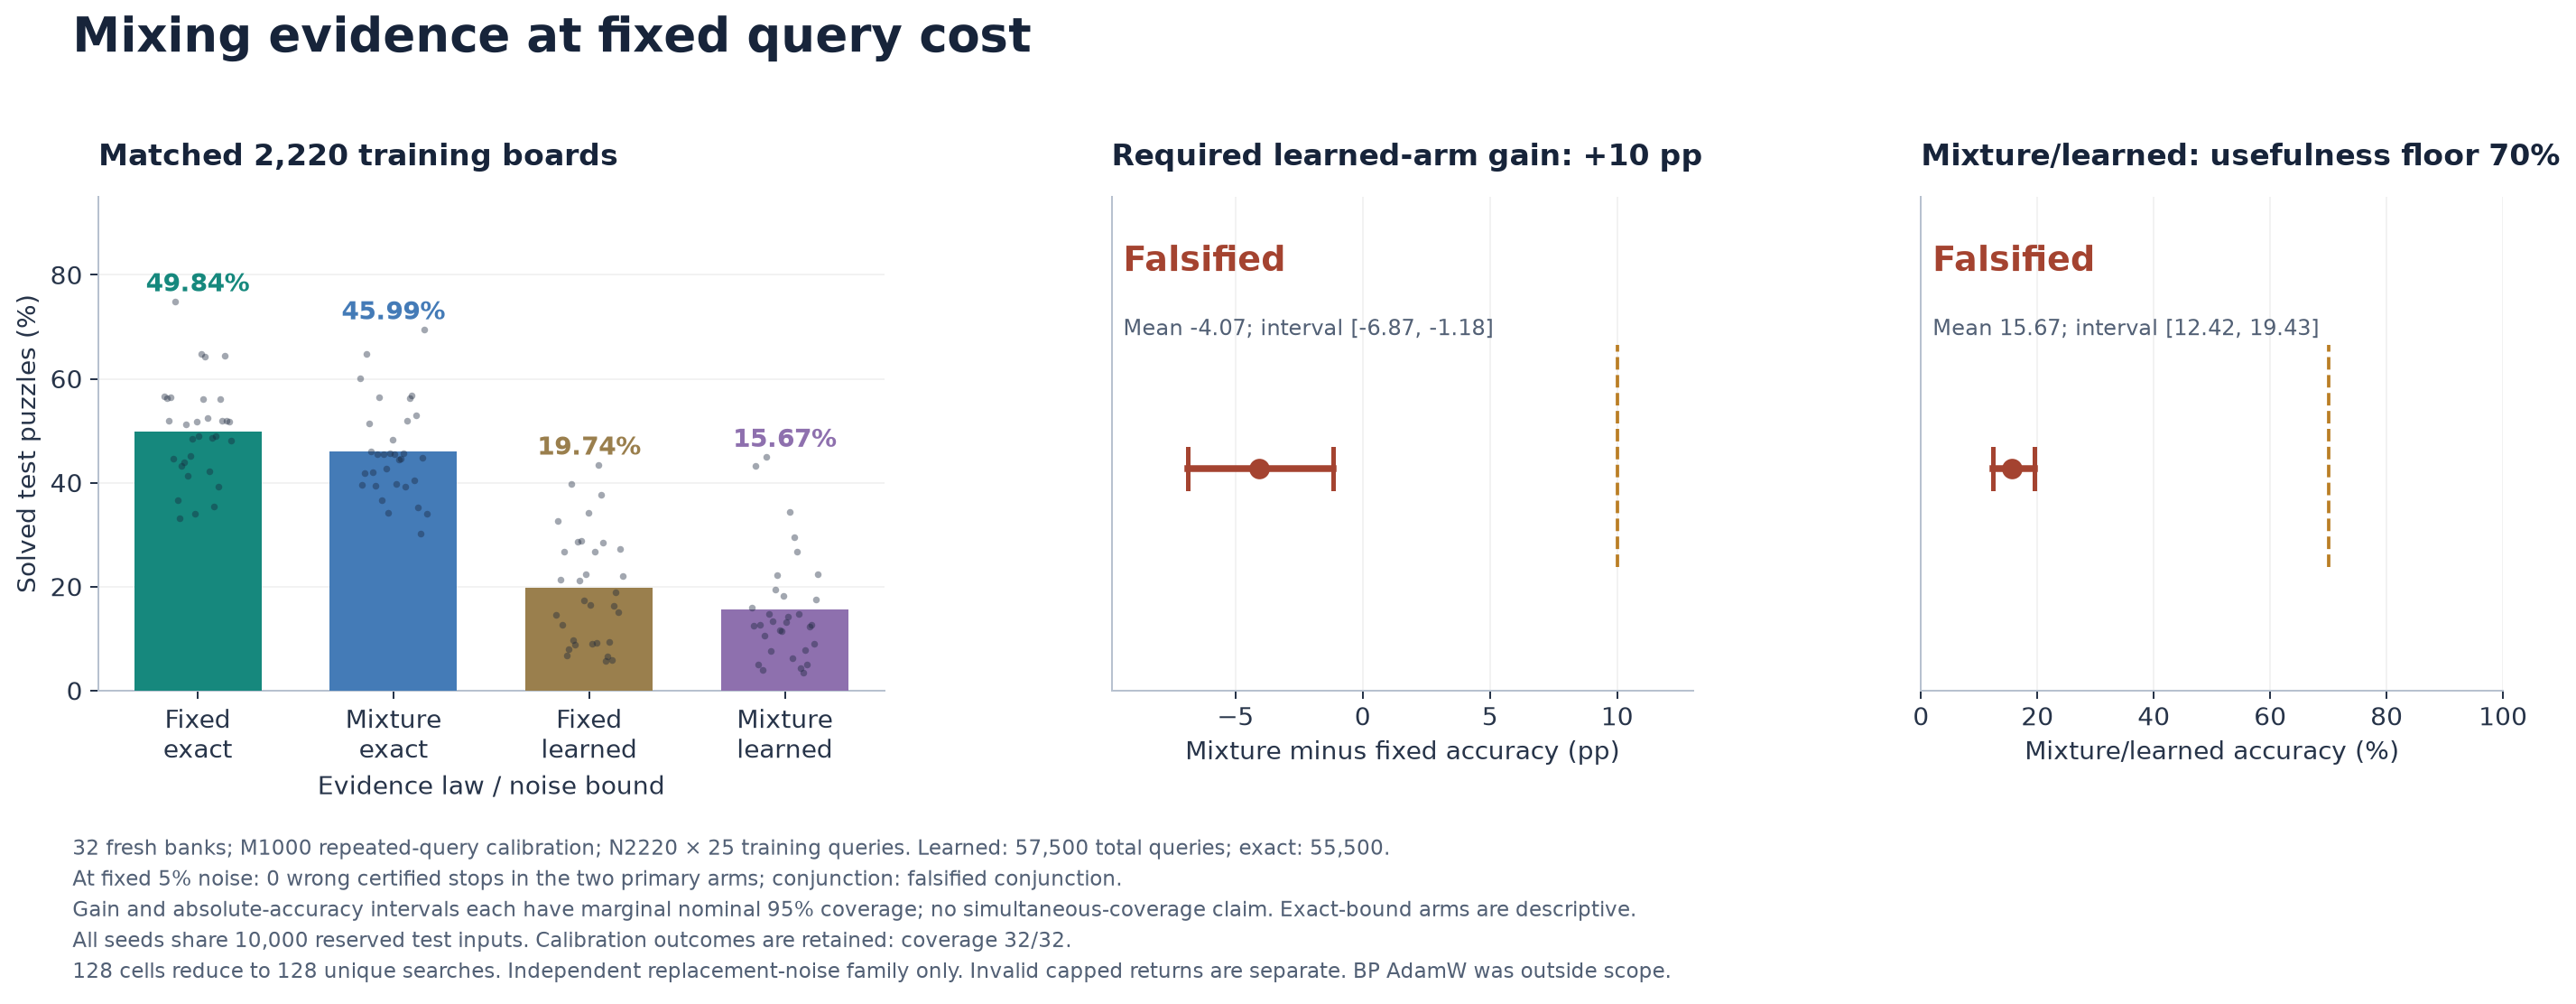 Mixing evidence at fixed query cost
Matched 2,220 training boards
Solved test puzzles (%)
80
60
40
20
0
49.84%
45.99%
19.74%
15.67%
Fixed
exact
Mixture
exact
Fixed
learned
Mixture
learned
Evidence law / noise bound
Required learned-arm gain: +10 pp
Falsified
Mean -4.07; interval [-6.87, -1.18]
−5
0
5
10
Mixture minus fixed accuracy (pp)
Mixture/learned: usefulness floor 70%
Falsified
Mean 15.67; interval [12.42, 19.43]
0
20
40
60
80
100
Mixture/learned accuracy (%)
32 fresh banks; M1000 repeated-query calibration; N2220 × 25 training queries. Learned: 57,500 total queries; exact: 55,500.
At fixed 5% noise: 0 wrong certified stops in the two primary arms; conjunction: falsified conjunction.
Gain and absolute-accuracy intervals each have marginal nominal 95% coverage; no simultaneous-coverage claim. Exact-bound arms are descriptive.
All seeds share 10,000 reserved test inputs. Calibration outcomes are retained: coverage 32/32.
128 cells reduce to 128 unique searches. Independent replacement-noise family only. Invalid capped returns are separate. BP AdamW was outside scope.